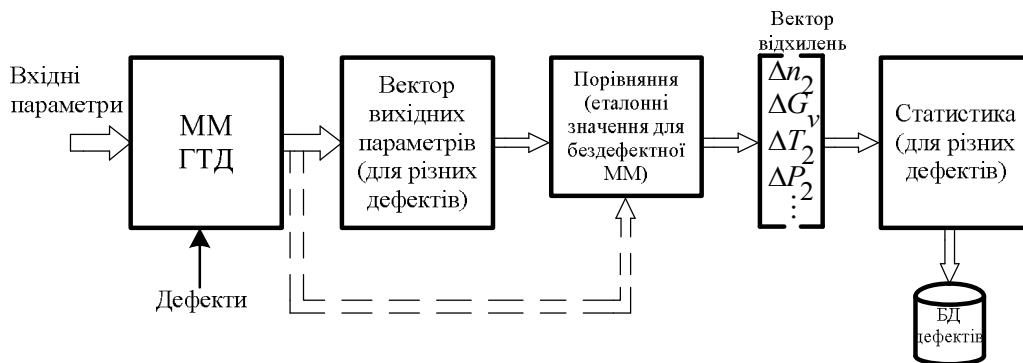 Вхідні
параметри
ММ
ГТД
Дефекти
Вектор
вихідних
параметрів
(для різних
дефектів)
Порівняння
(еталонні
значення для
бездефектної
ММ)
Вектор
відхилень
Δn2
ΔGv
ΔT2
ΔP2
⋮
Статистика
(для різних
дефектів)
БД
дефектів